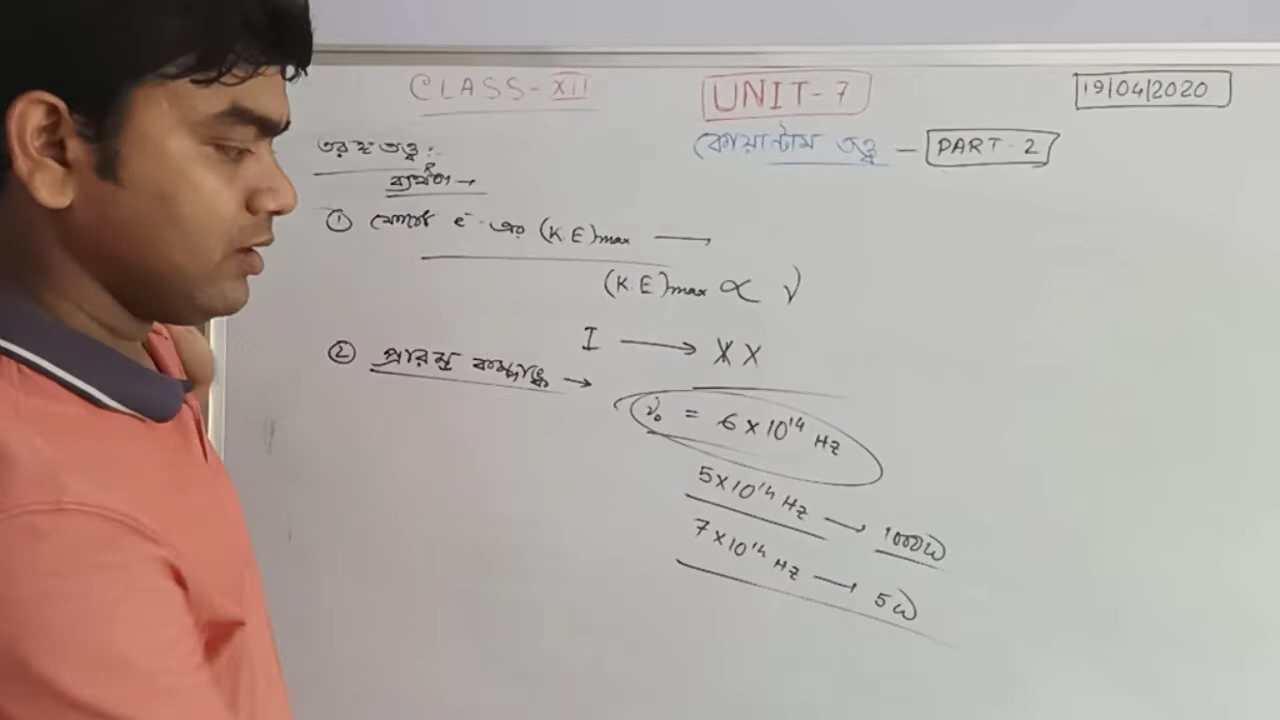 CLASS-XII
UNIT-7
19/04/2020
কোয়ান্টাম তত্ত্ব — PART-2
তরঙ্গ তত্ত্ব :-
ব্যর্থতা →
① ফোটো e⁻ এর (K.E)max →
(K.E)max ∝ ν
I → X X
② প্রারম্ভ কম্পাঙ্ক →
ν₀ = 6×10¹⁴ Hz
5×10¹⁴ Hz → 1000W
7×10¹⁴ Hz → 5W